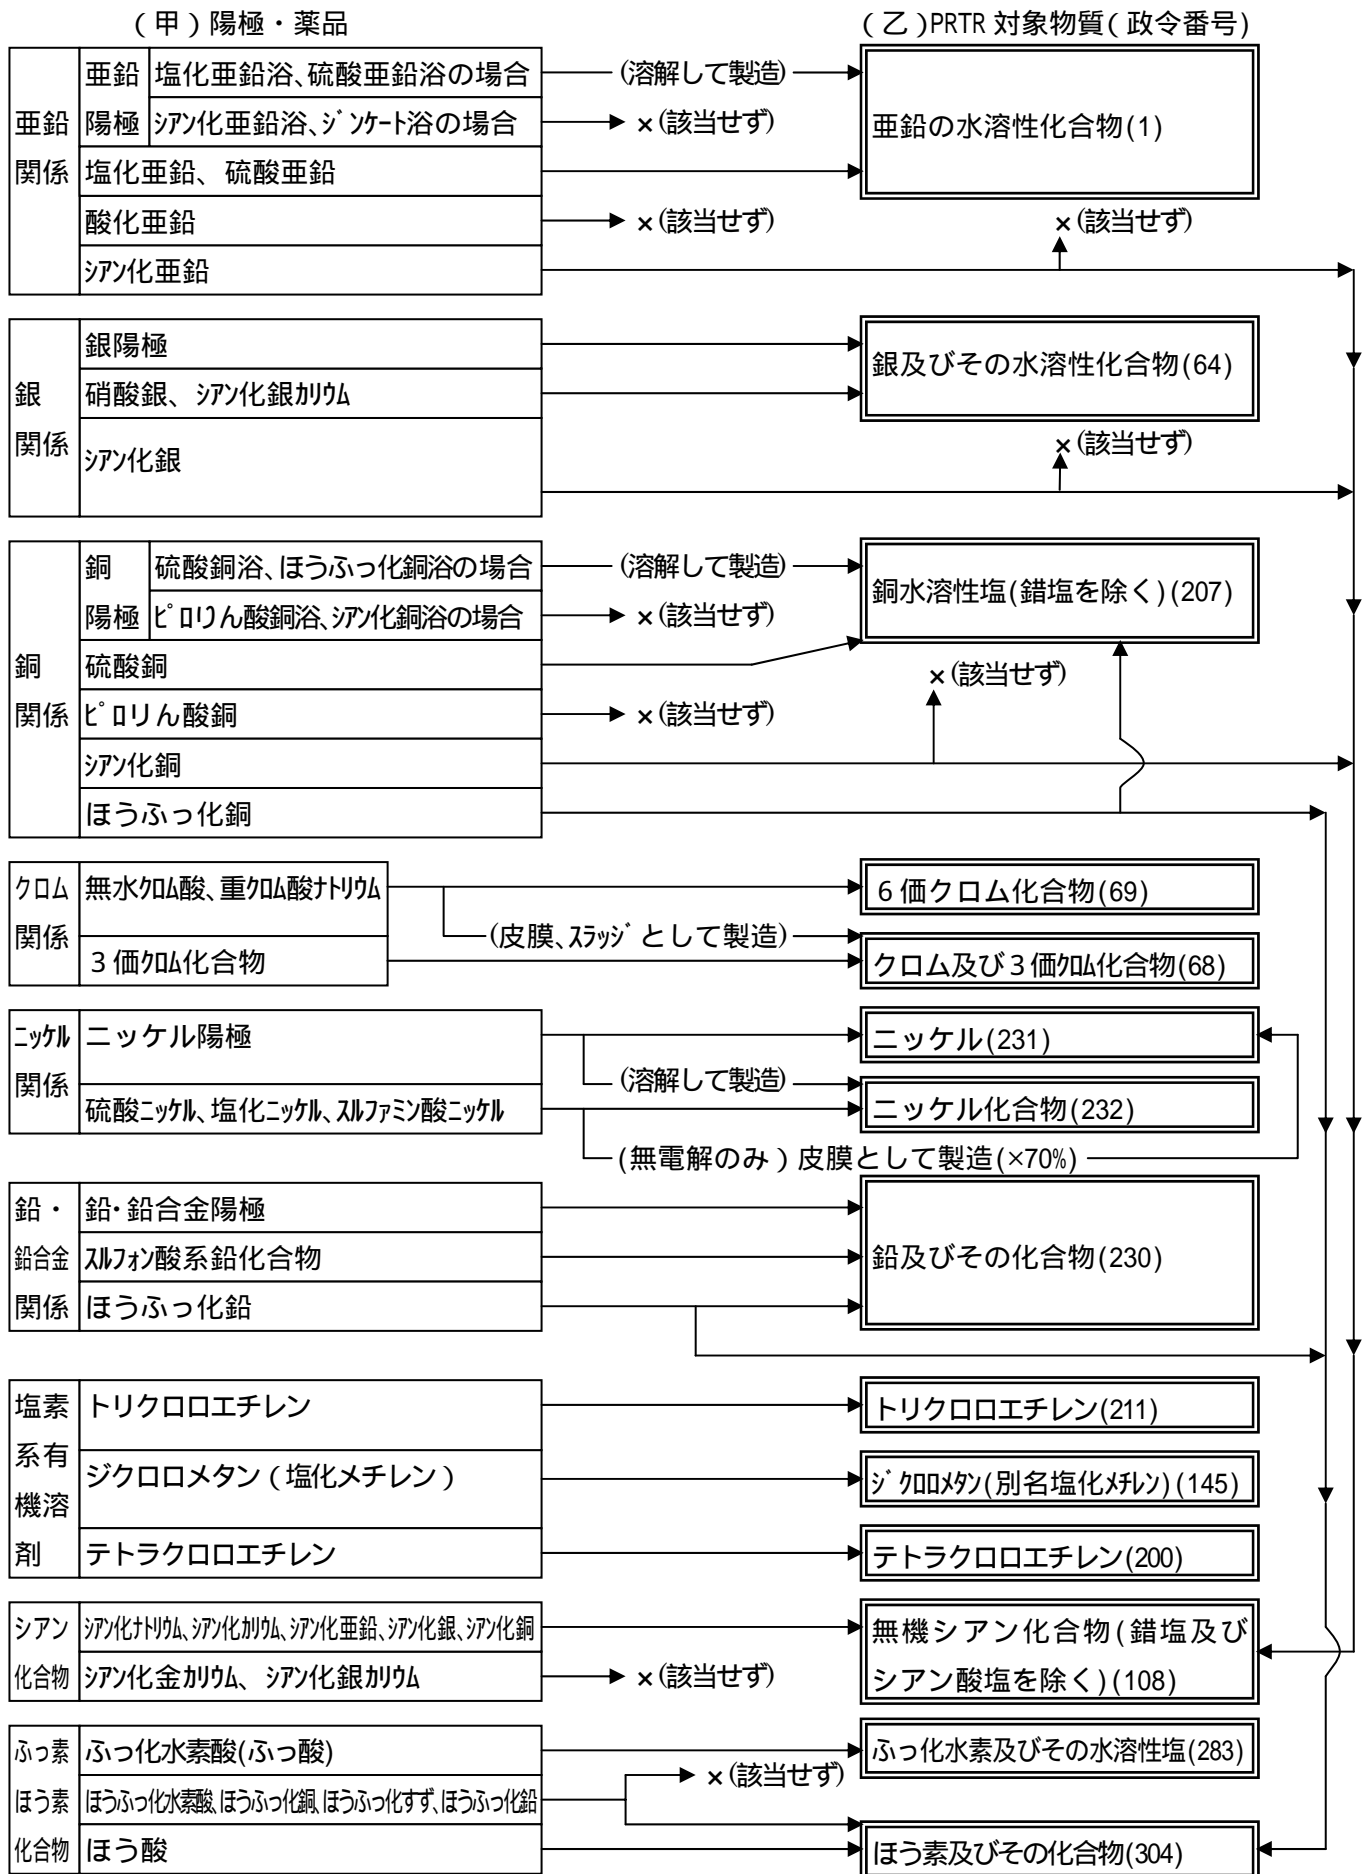 （甲）陽極・薬品
（乙）PRTR対象物質(政令番号)
亜鉛関係
亜鉛陽極
塩化亜鉛浴、硫酸亜鉛浴の場合
(溶解して製造)
ｼｱﾝ化亜鉛浴、ｼﾞﾝｹｰﾄ浴の場合
×(該当せず)
亜鉛の水溶性化合物(1)
塩化亜鉛、硫酸亜鉛
酸化亜鉛
×(該当せず)
×(該当せず)
ｼｱﾝ化亜鉛
銀関係
銀陽極
銀及びその水溶性化合物(64)
硝酸銀、ｼｱﾝ化銀ｶﾘｳﾑ
ｼｱﾝ化銀
×(該当せず)
銅関係
銅陽極
硫酸銅浴、ほうふっ化銅浴の場合
(溶解して製造)
銅水溶性塩(錯塩を除く)(207)
ﾋﾟﾛりん酸銅浴、ｼｱﾝ化銅浴の場合
×(該当せず)
硫酸銅
×(該当せず)
ﾋﾟﾛりん酸銅
×(該当せず)
ｼｱﾝ化銅
ほうふっ化銅
クロム関係
無水ｸﾛﾑ酸、重ｸﾛﾑ酸ﾅﾄﾘｳﾑ
６価クロム化合物(69)
(皮膜、ｽﾗｯｼﾞとして製造)
３価ｸﾛﾑ化合物
クロム及び３価ｸﾛﾑ化合物(68)
ﾆｯｹﾙ関係
ニッケル陽極
ニッケル(231)
(溶解して製造)
硫酸ﾆｯｹﾙ、塩化ﾆｯｹﾙ、ｽﾙﾌｧﾐﾝ酸ﾆｯｹﾙ
ニッケル化合物(232)
(無電解のみ）皮膜として製造(×70%)
鉛・鉛合金関係
鉛・鉛合金陽極
ｽﾙﾌｫﾝ酸系鉛化合物
鉛及びその化合物(230)
ほうふっ化鉛
塩素系有機溶剤
トリクロロエチレン
トリクロロエチレン(211)
ジクロロメタン（塩化メチレン）
ｼﾞｸﾛﾛﾒﾀﾝ(別名塩化ﾒﾁﾚﾝ)(145)
テトラクロロエチレン
テトラクロロエチレン(200)
シアン化合物
ｼｱﾝ化ﾅﾄﾘｳﾑ、ｼｱﾝ化ｶﾘｳﾑ、ｼｱﾝ化亜鉛、ｼｱﾝ化銀、ｼｱﾝ化銅
無機シアン化合物(錯塩及び
シアン酸塩を除く)(108)
ｼｱﾝ化金ｶﾘｳﾑ、ｼｱﾝ化銀ｶﾘｳﾑ
×(該当せず)
ふっ素ほう素化合物
ふっ化水素酸(ふっ酸)
ふっ化水素及びその水溶性塩(283)
×(該当せず)
ほうふっ化水素酸、ほうふっ化銅、ほうふっ化すず、ほうふっ化鉛
ほう酸
ほう素及びその化合物(304)